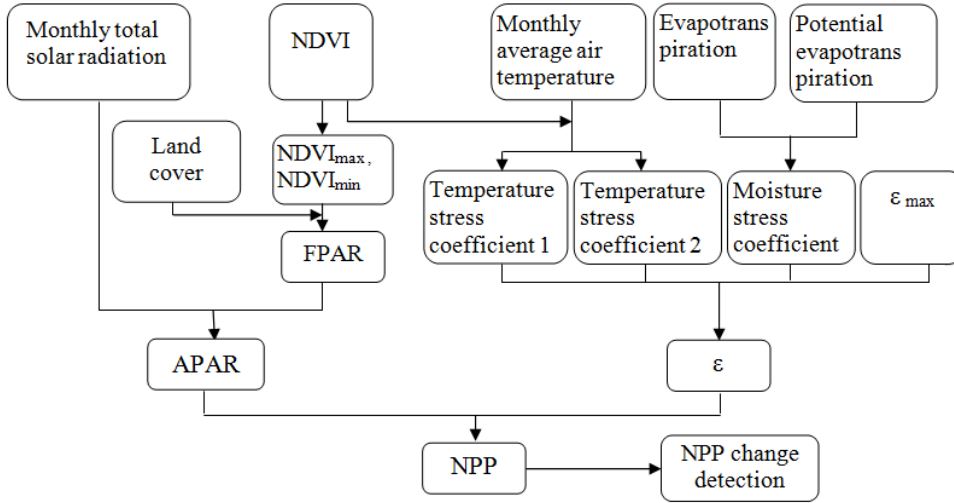 Monthly total
solar radiation
NDVI
Monthly
average air
temperature
Evapotrans
piration
Potential
evapotrans
piration
Land
cover
NDVImax ,
NDVImin
Temperature
stress
coefficient 1
Temperature
stress
coefficient 2
Moisture
stress
coefficient
ε max
FPAR
APAR
ε
NPP
NPP change
detection